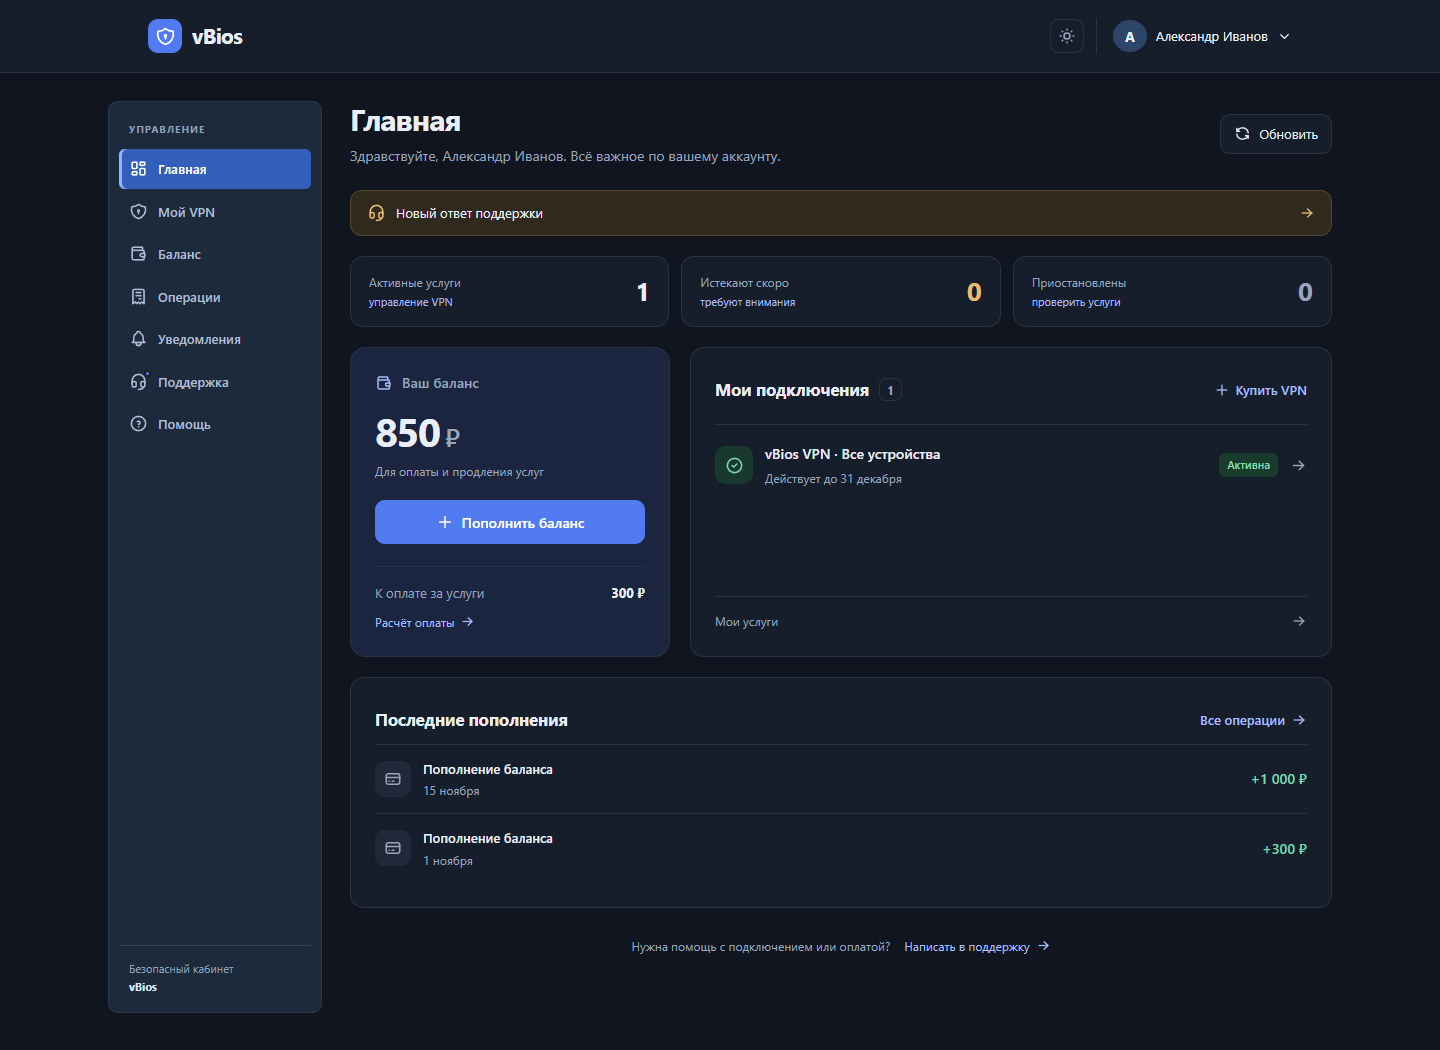 vBios
А
Александр Иванов
УПРАВЛЕНИЕ
Главная
Мой VPN
Баланс
Операции
Уведомления
Поддержка
Помощь
Безопасный кабинет
vBios
Главная
Здравствуйте, Александр Иванов. Всё важное по вашему аккаунту.
Обновить
Новый ответ поддержки
Активные услуги
управление VPN
1
Истекают скоро
требуют внимания
0
Приостановлены
проверить услуги
0
Ваш баланс
850 ₽
Для оплаты и продления услуг
Пополнить баланс
К оплате за услуги
300 ₽
Расчёт оплаты
Мои подключения
1
Купить VPN
vBios VPN · Все устройства
Действует до 31 декабря
Активна
Мои услуги
Последние пополнения
Все операции
Пополнение баланса
15 ноября
+1 000 ₽
Пополнение баланса
1 ноября
+300 ₽
Нужна помощь с подключением или оплатой? Написать в поддержку